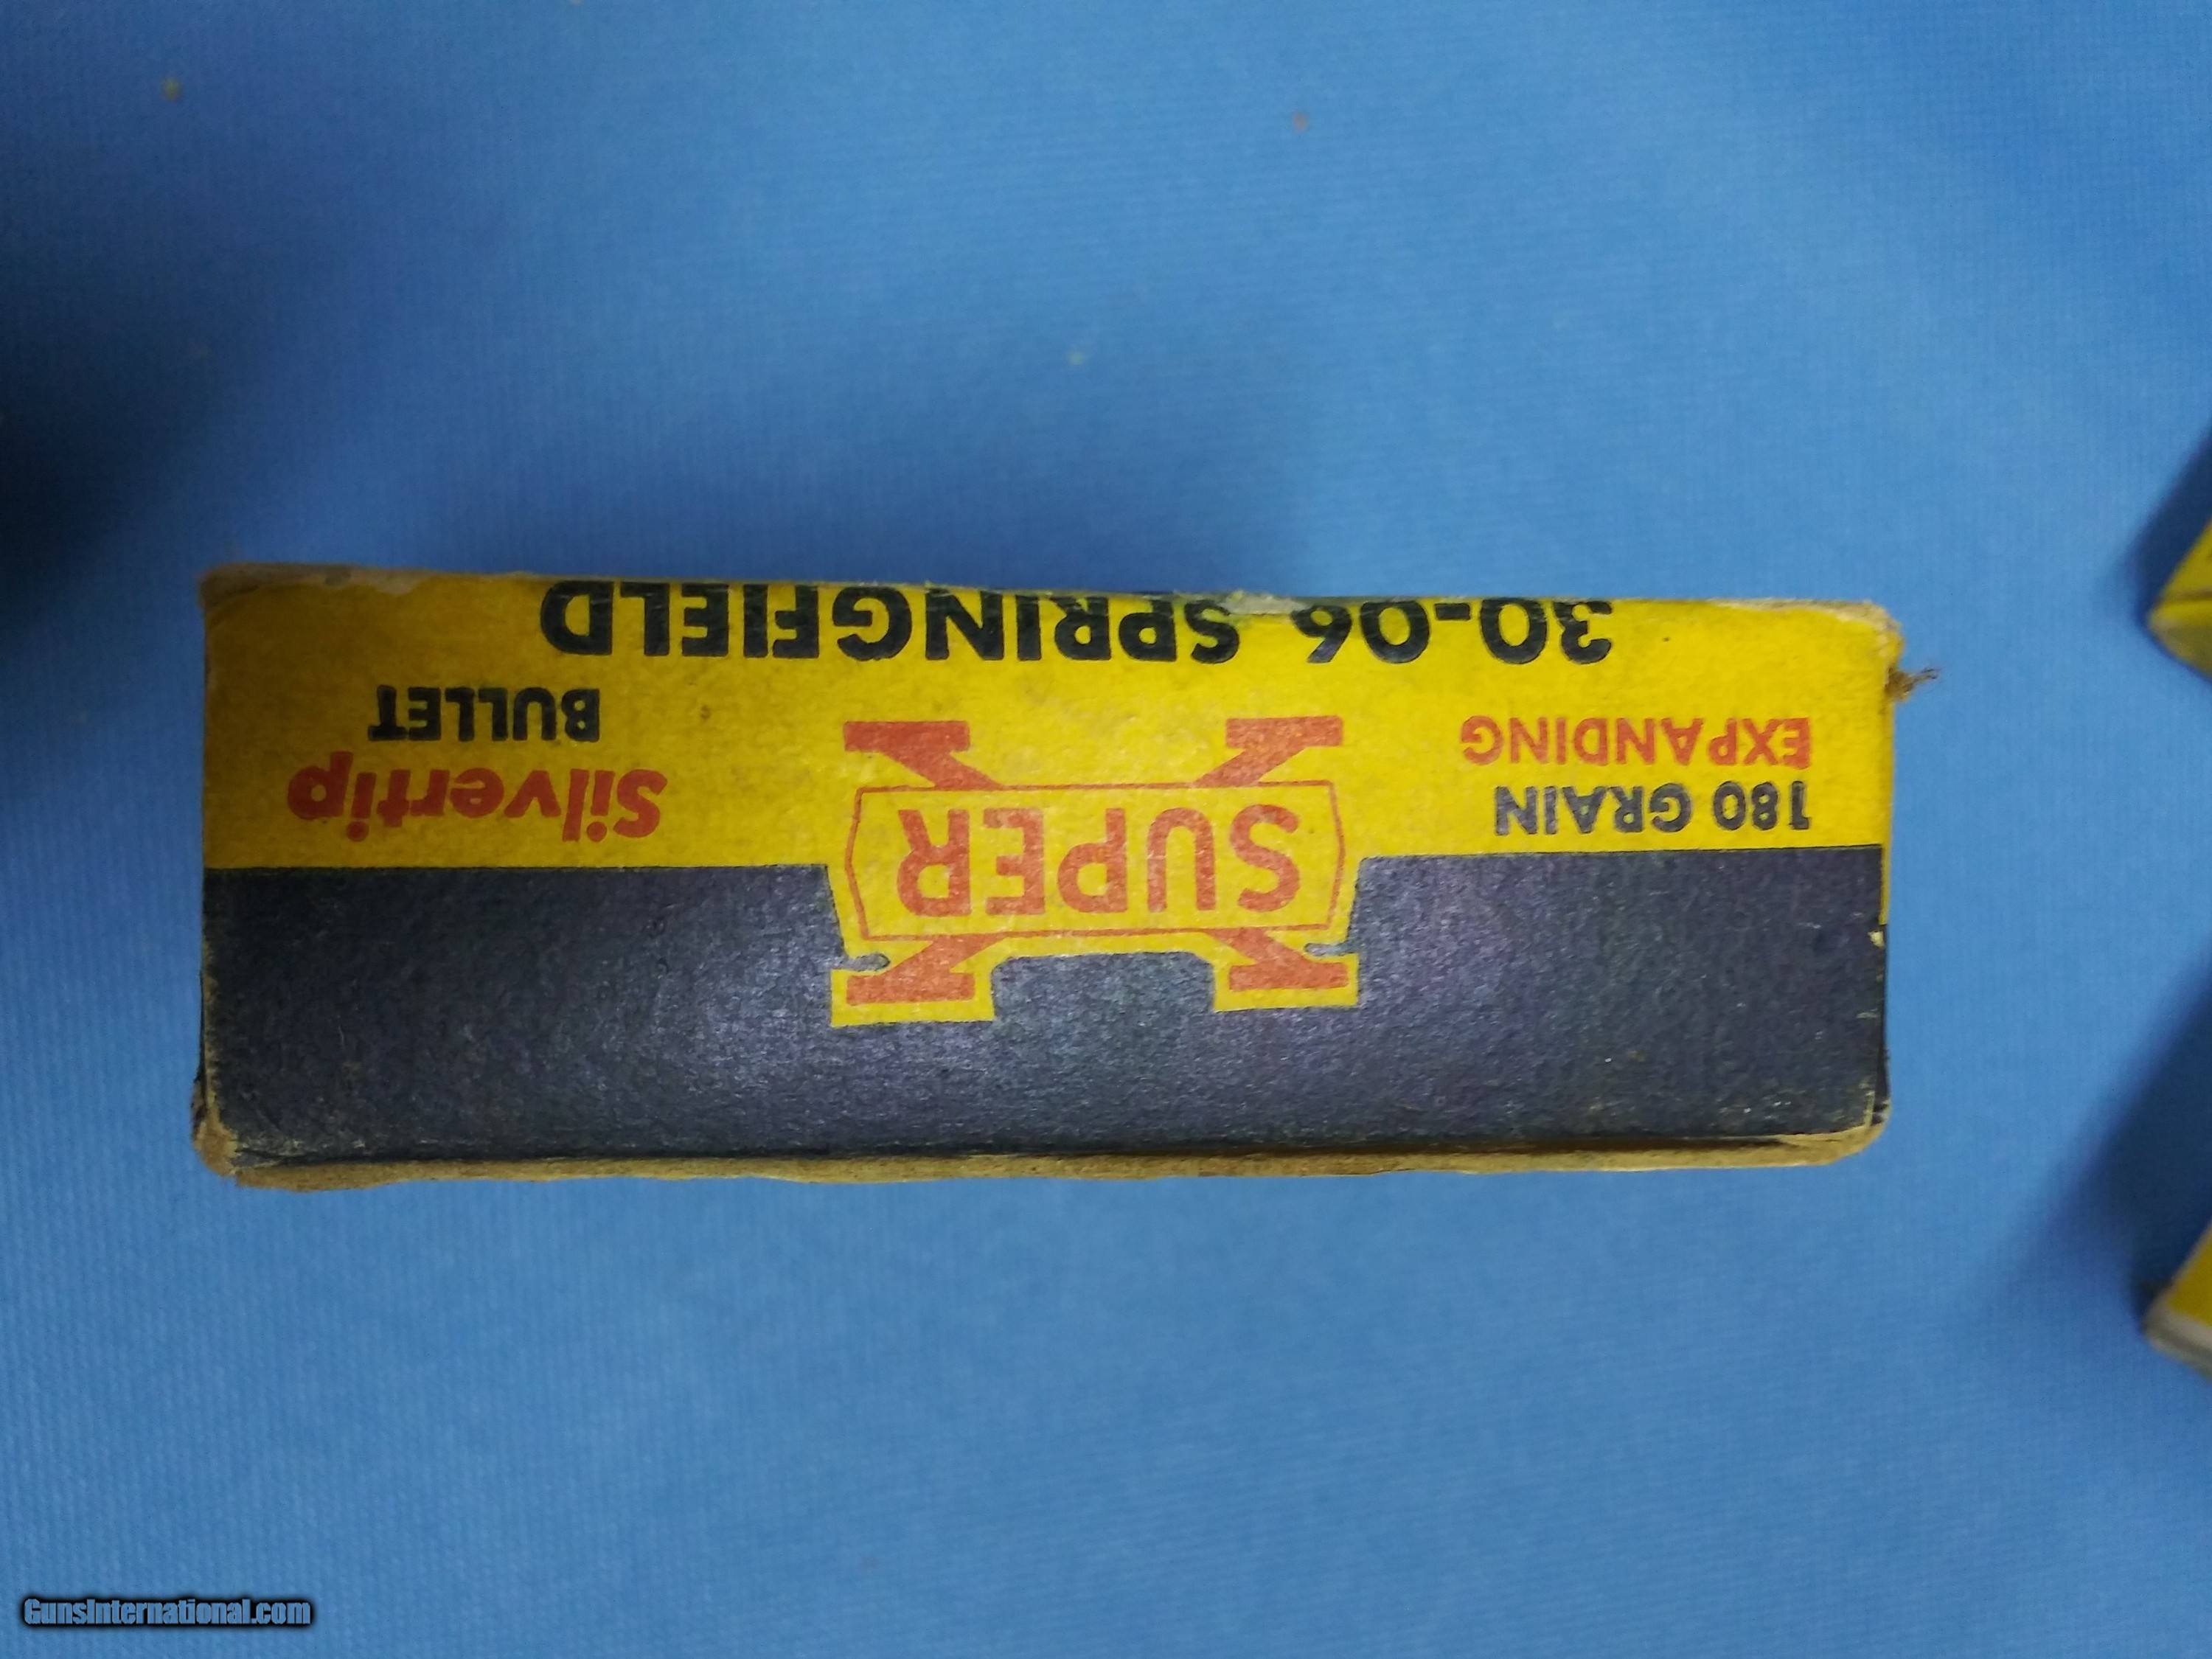 180 GRAIN
EXPANDING
SUPER
X
Silvertip
BULLET
30-06 SPRINGFIELD
GunsInternational.com